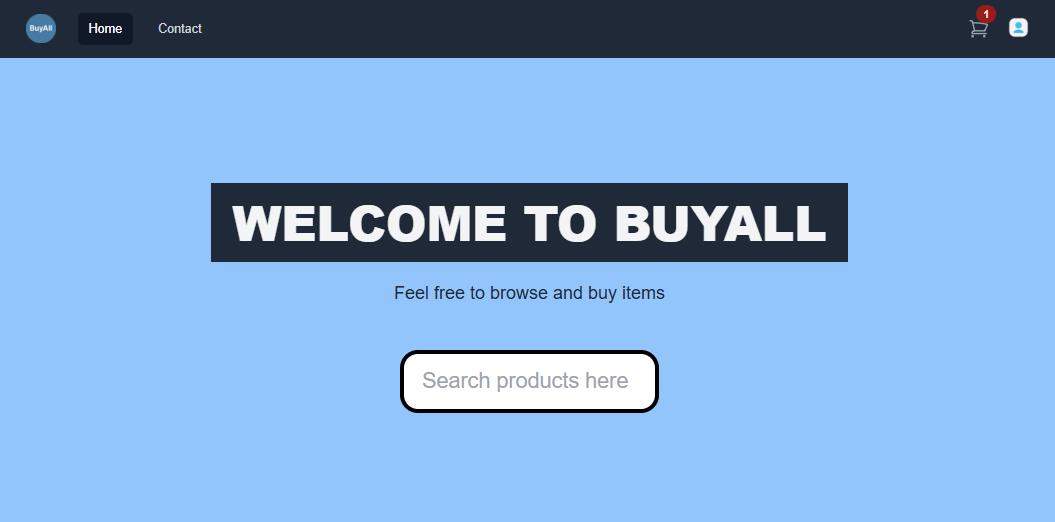 BuyAll
Home
Contact
1
WELCOME TO BUYALL
Feel free to browse and buy items
Search products here